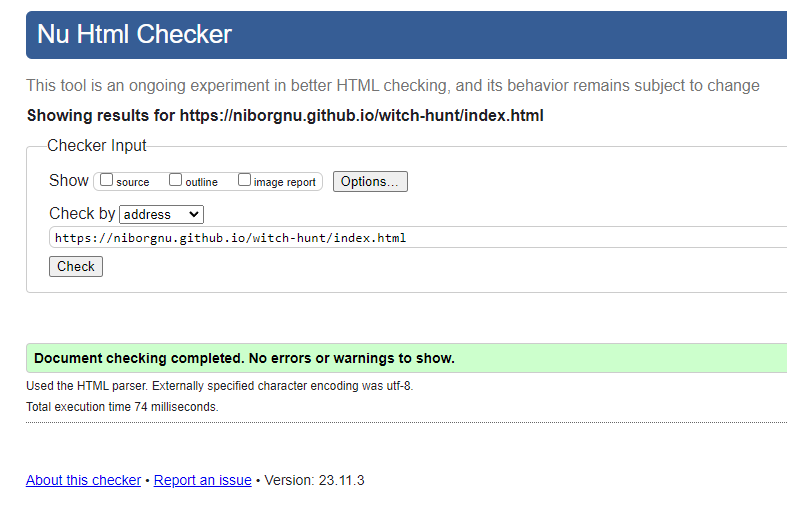 Nu Html Checker
This tool is an ongoing experiment in better HTML checking, and its behavior remains subject to change
Showing results for https://niborgnu.github.io/witch-hunt/index.html
Checker Input
Show source outline image report Options...
Check by address
https://niborgnu.github.io/witch-hunt/index.html
Check
Document checking completed. No errors or warnings to show.
Used the HTML parser. Externally specified character encoding was utf-8.
Total execution time 74 milliseconds.
About this checker • Report an issue • Version: 23.11.3